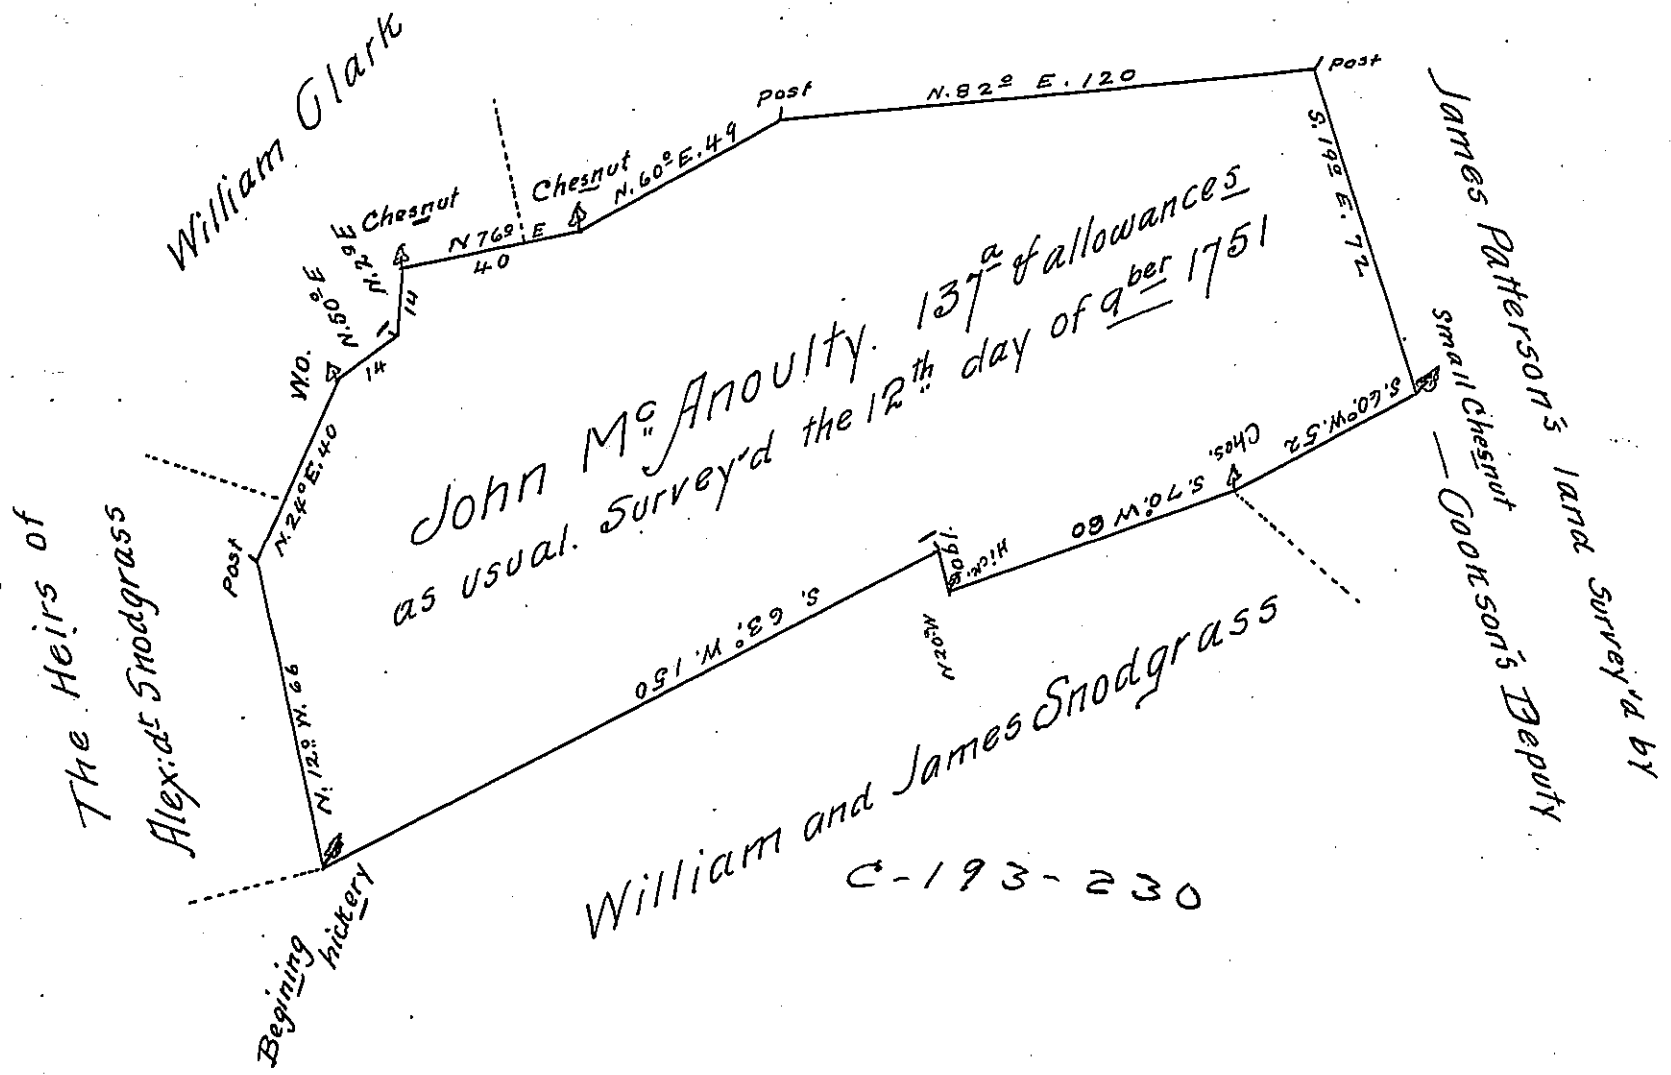 William Clark
Post
N. 82° E. 120
Post
N. 60° E. 49
Chesnut
N 76° E
40
Chesnut
N. 2° E
14
N. 50° E
14
W.O.
N. 24° E. 40
Post
N. 12° W. 66
The Heirs of
Alex:dr Snodgrass
John Mc Anoulty. 137a & allowances
as usual. Survey'd the 12th day of 9ber 1751
S. 19° E. 72
James Patterson's land Survey'd by
— Cookson's Deputy
Small Chesnut
S. 60° W. 52
Ches.
S. 70° W 60
Hick.
N 20° W
S. 63° W. 150
William and James Snodgrass
C-193-230
Begining
hickery